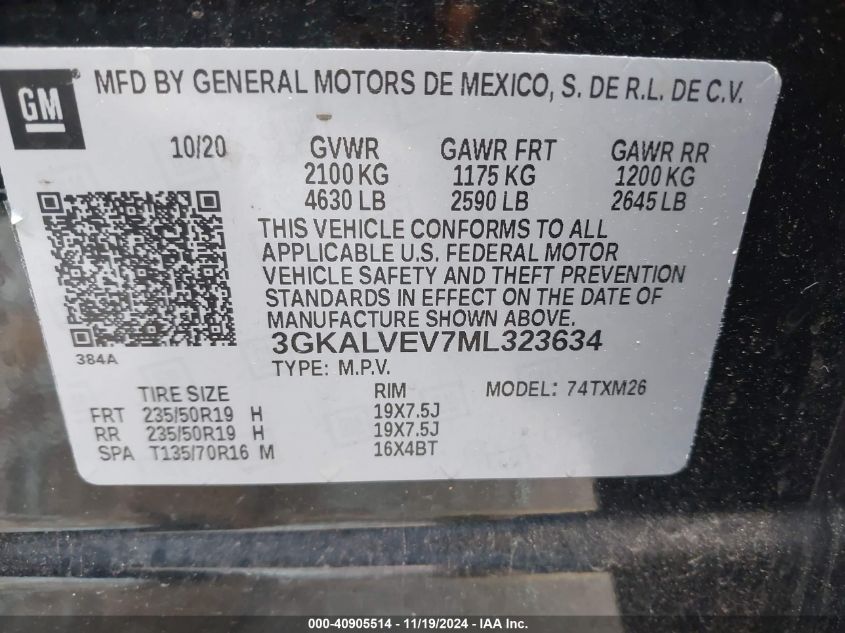 GM
MFD BY GENERAL MOTORS DE MEXICO, S. DE R.L. DE C.V.
10/20 GVWR GAWR FRT GAWR RR
2100 KG 1175 KG 1200 KG
4630 LB 2590 LB 2645 LB
THIS VEHICLE CONFORMS TO ALL
APPLICABLE U.S. FEDERAL MOTOR
VEHICLE SAFETY AND THEFT PREVENTION
STANDARDS IN EFFECT ON THE DATE OF
MANUFACTURE SHOWN ABOVE.
384A
3GKALVEV7ML323634
TYPE: M.P.V.
TIRE SIZE RIM MODEL: 74TXM26
FRT 235/50R19 H 19X7.5J
RR 235/50R19 H 19X7.5J
SPA T135/70R16 M 16X4BT
000-40905514 - 11/19/2024 - IAA Inc.